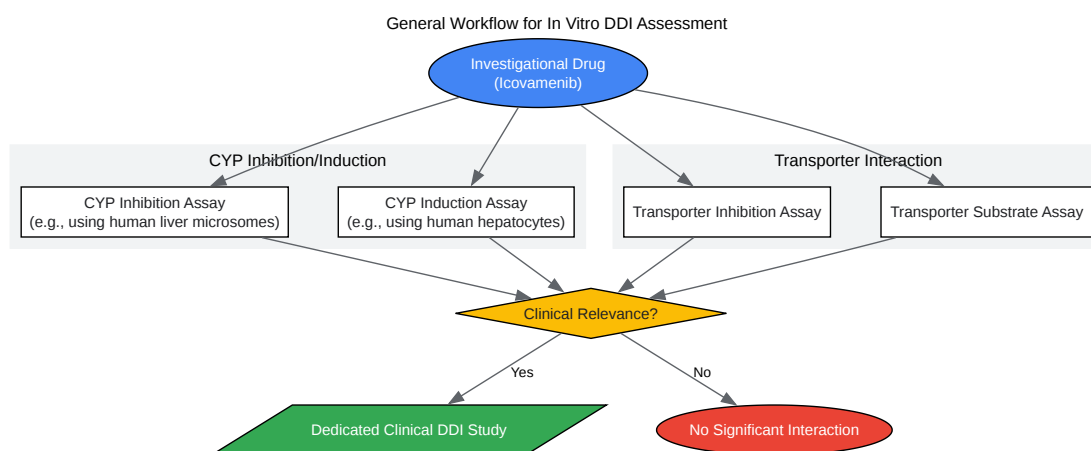 General Workflow for In Vitro DDI Assessment
Investigational Drug
(Icovamenib)
CYP Inhibition/Induction
Transporter Interaction
CYP Inhibition Assay
(e.g., using human liver microsomes)
CYP Induction Assay
(e.g., using human hepatocytes)
Transporter Inhibition Assay
Transporter Substrate Assay
Clinical Relevance?
Yes
No
Dedicated Clinical DDI Study
No Significant Interaction